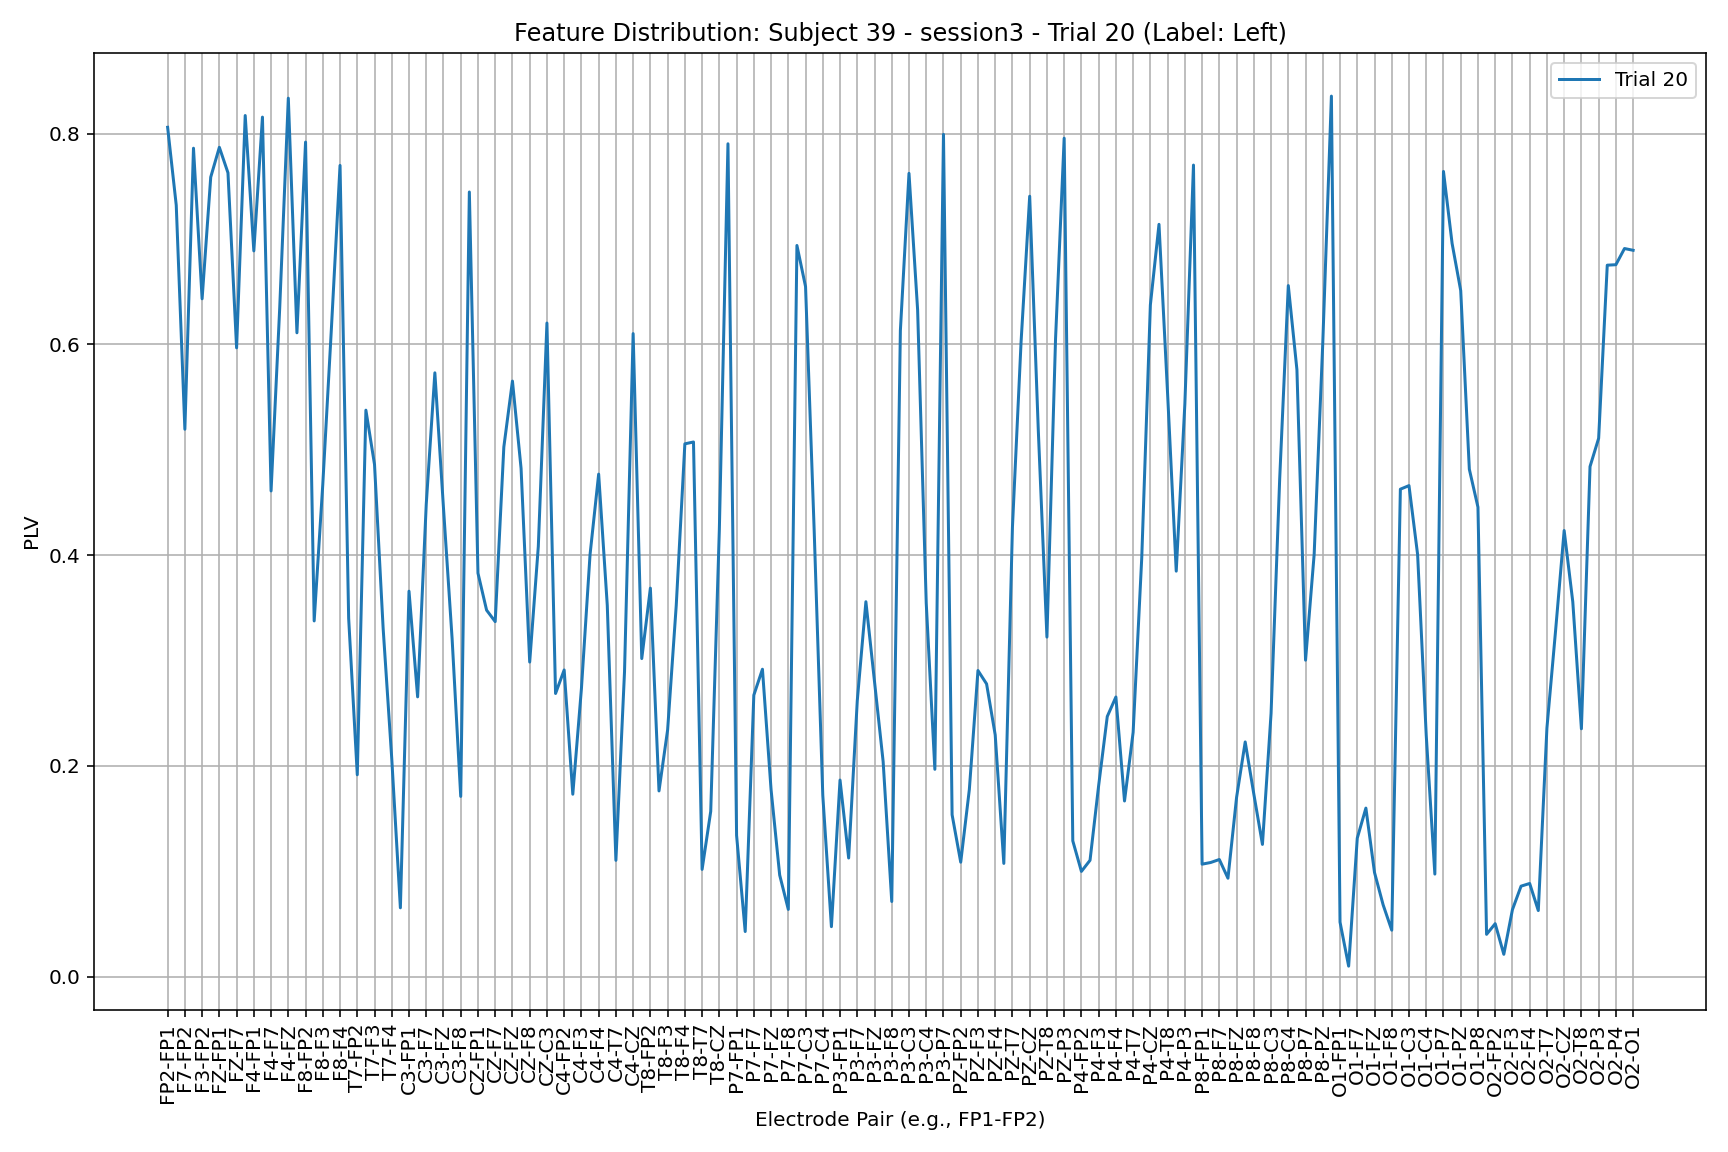 Feature Distribution: Subject 39 - session3 - Trial 20 (Label: Left)
Trial 20
0.8
0.6
0.4
0.2
0.0
PLV
FP2-FP1
F7-FP2
F3-FP2
FZ-FP1
FZ-F7
F4-FP1
F4-F7
F4-FZ
F8-FP2
F8-F3
F8-F4
T7-FP2
T7-F3
T7-F4
C3-FP1
C3-F7
C3-FZ
C3-F8
CZ-FP1
CZ-F7
CZ-FZ
CZ-F8
CZ-C3
C4-FP2
C4-F3
C4-F4
C4-T7
C4-CZ
T8-FP2
T8-F3
T8-F4
T8-T7
T8-CZ
P7-FP1
P7-F7
P7-FZ
P7-F8
P7-C3
P7-C4
P3-FP1
P3-F7
P3-FZ
P3-F8
P3-C3
P3-C4
P3-P7
PZ-FP2
PZ-F3
PZ-F4
PZ-T7
PZ-CZ
PZ-T8
PZ-P3
P4-FP2
P4-F3
P4-F4
P4-T7
P4-CZ
P4-T8
P4-P3
P8-FP1
P8-F7
P8-FZ
P8-F8
P8-C3
P8-C4
P8-P7
P8-PZ
O1-FP1
O1-F7
O1-FZ
O1-F8
O1-C3
O1-C4
O1-P7
O1-PZ
O1-P8
O2-FP2
O2-F3
O2-F4
O2-T7
O2-CZ
O2-T8
O2-P3
O2-P4
O2-O1
Electrode Pair (e.g., FP1-FP2)